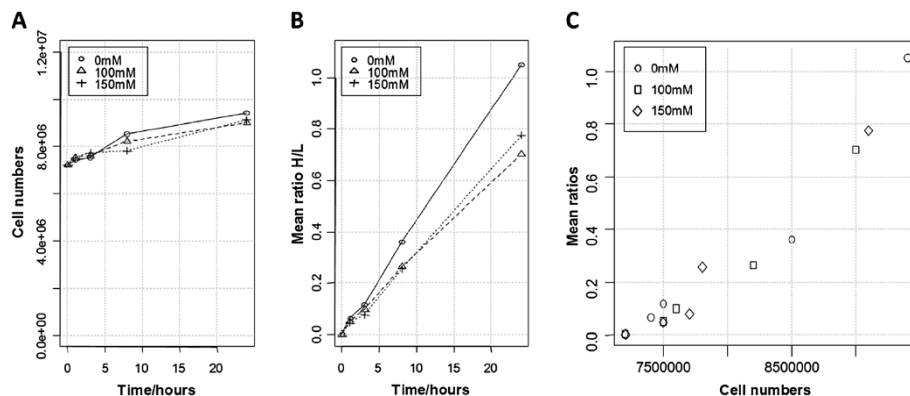 A
B
C
Cell numbers
1.2e+07
8.0e+06
4.0e+06
0.0e+00
0mM
100mM
150mM
0 5 10 15 20
Time/hours
Mean ratio H/L
1.0
0.8
0.6
0.4
0.2
0.0
0mM
100mM
150mM
0 5 10 15 20
Time/hours
Mean ratios
1.0
0.8
0.6
0.4
0.2
0.0
0mM
100mM
150mM
7500000 8500000
Cell numbers